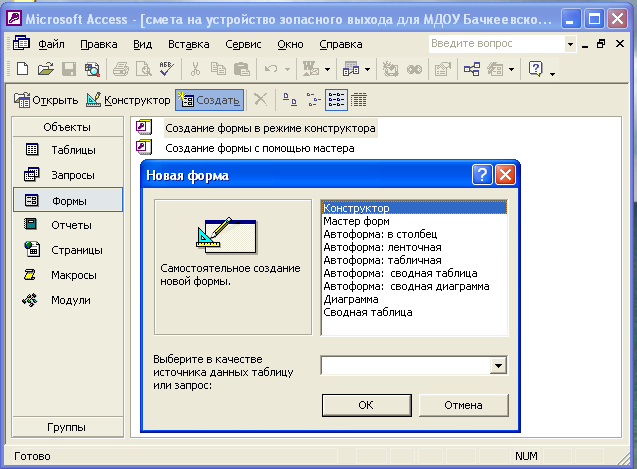 Microsoft Access - [смета на устройство зопасного выхода для МДОУ Бачкеевско...
Файл Правка Вид Вставка Сервис Окно Справка Введите вопрос
Открыть Конструктор Создать
Объекты
Таблицы
Запросы
Формы
Отчеты
Страницы
Макросы
Модули
Группы
Создание формы в режиме конструктора
Создание формы с помощью мастера
Новая форма
Самостоятельное создание
новой формы.
Конструктор
Мастер форм
Автоформа: в столбец
Автоформа: ленточная
Автоформа: табличная
Автоформа: сводная таблица
Автоформа: сводная диаграмма
Диаграмма
Сводная таблица
Выберите в качестве
источника данных таблицу
или запрос:
ОК Отмена
Готово NUM